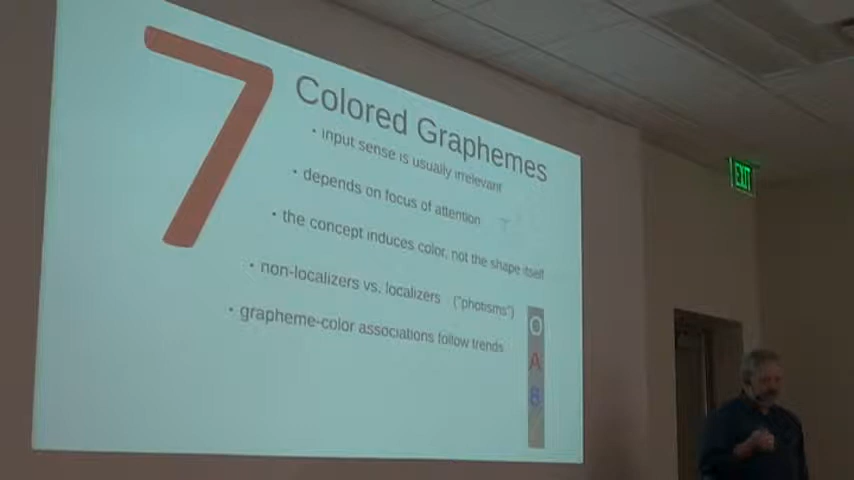 7
Colored Graphemes
• input sense is usually irrelevant
• depends on focus of attention
T
• the concept induces color, not the shape itself
• non-localizers vs. localizers ("photisms")
• grapheme-color associations follow trends
O
A
B
EXIT